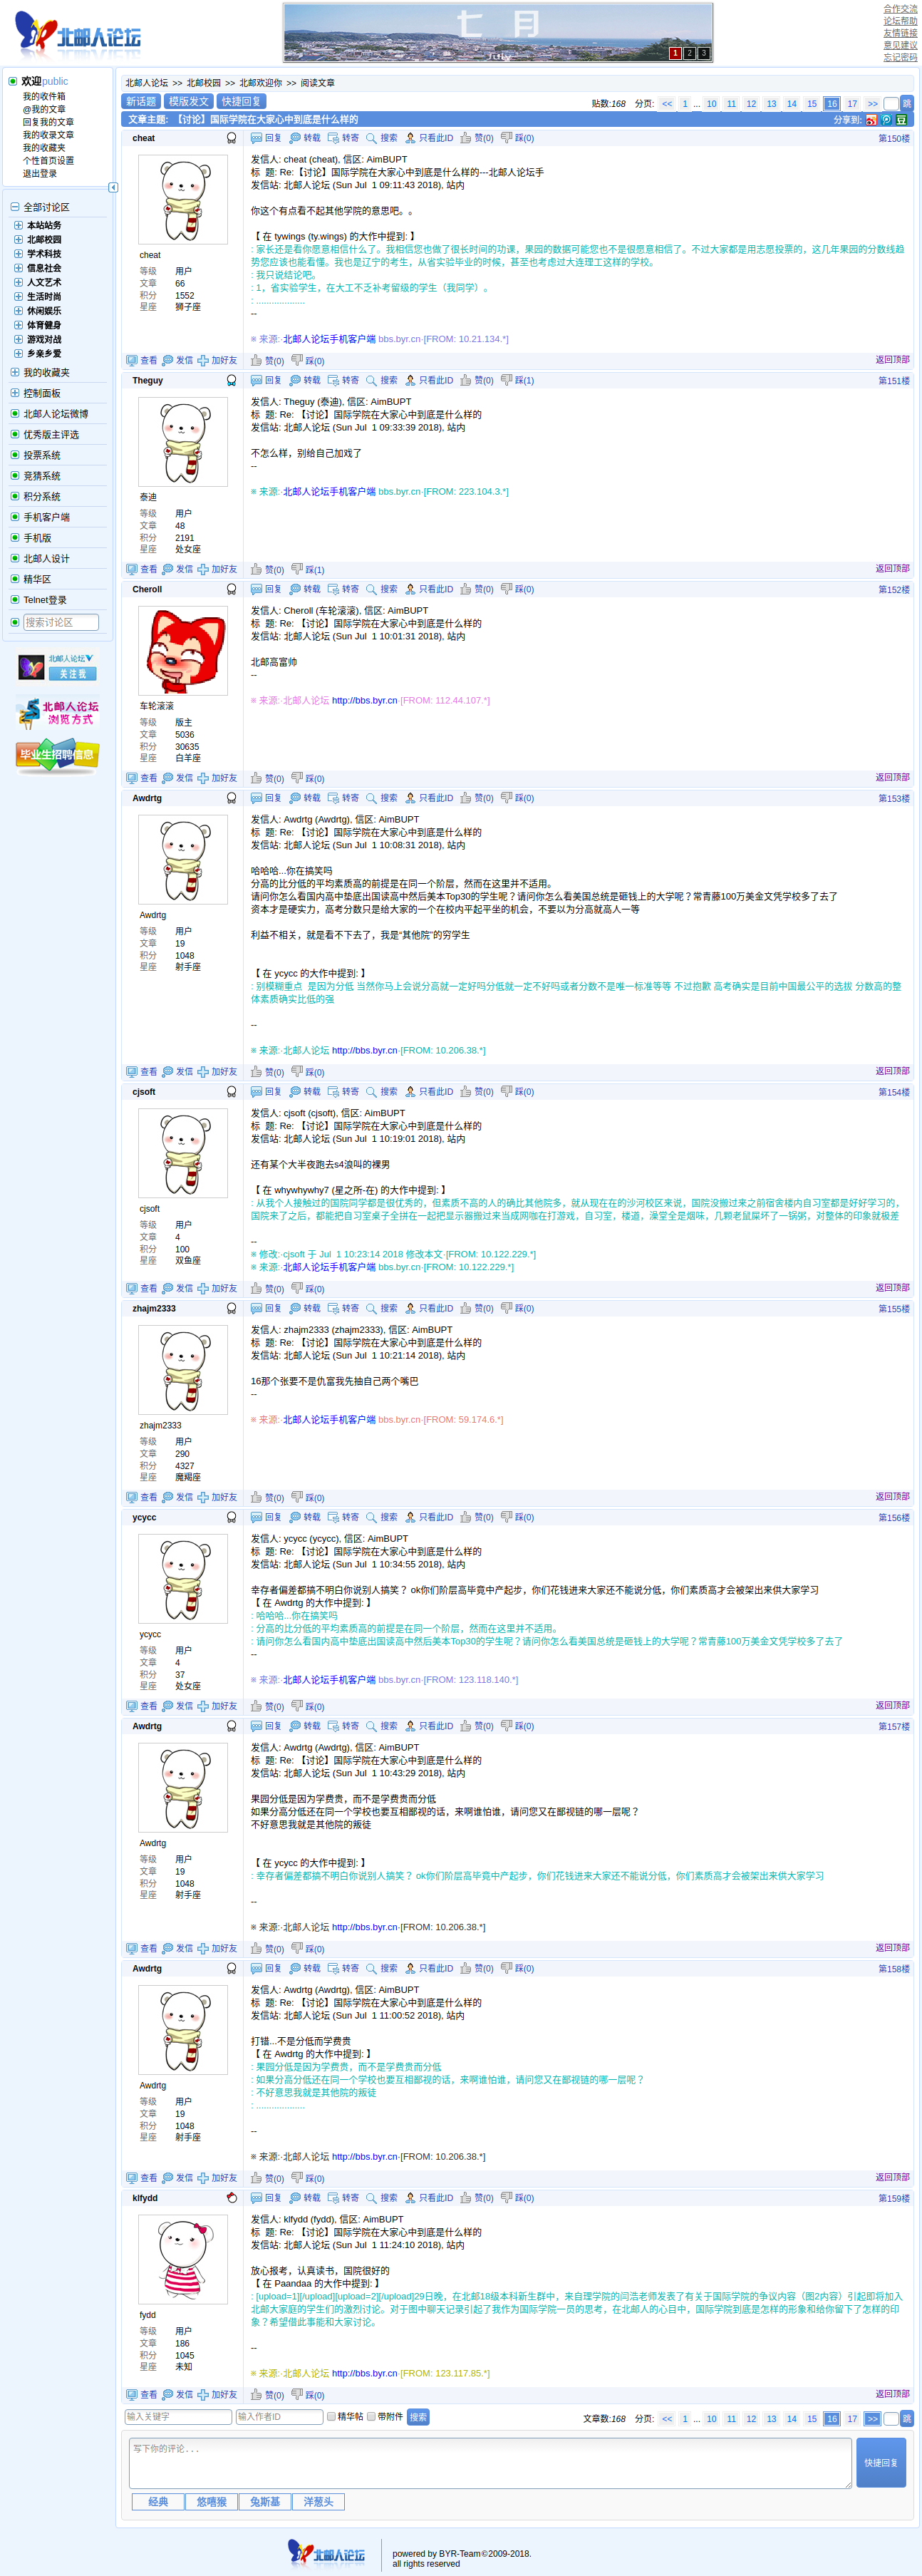 北邮人论坛
七 月
1 2 3
合作交流
论坛帮助
友情链接
意见建议
忘记密码
欢迎public
我的收件箱
@我的文章
回复我的文章
我的收录文章
我的收藏夹
个性首页设置
退出登录
全部讨论区
本站站务
北邮校园
学术科技
信息社会
人文艺术
生活时尚
休闲娱乐
体育健身
游戏对战
乡亲乡爱
我的收藏夹
控制面板
北邮人论坛微博
优秀版主评选
投票系统
竞猜系统
积分系统
手机客户端
手机版
北邮人设计
精华区
Telnet登录
搜索讨论区
北邮人论坛
关注我
北邮人论坛
浏览方式
毕业生招聘信息
北邮人论坛 >> 北邮校园 >> 北邮欢迎你 >> 阅读文章
新话题 模版发文 快捷回复
贴数:168 分页: << 1 ... 10 11 12 13 14 15 16 17 >> 跳
文章主题: 【讨论】国际学院在大家心中到底是什么样的
分享到:
cheat
回复 转载 转寄 搜索 只看此ID 赞(0) 踩(0) 第150楼
发信人: cheat (cheat), 信区: AimBUPT
标 题: Re:【讨论】国际学院在大家心中到底是什么样的---北邮人论坛手
发信站: 北邮人论坛 (Sun Jul 1 09:11:43 2018), 站内
你这个有点看不起其他学院的意思吧。。
【 在 tywings (ty.wings) 的大作中提到: 】
: 家长还是看你愿意相信什么了。我相信您也做了很长时间的功课，果园的数据可能您也不是很愿意相信了。不过大家都是用志愿投票的，这几年果园的分数线趋势您应该也能看懂。我也是辽宁的考生，从省实验毕业的时候，甚至也考虑过大连理工这样的学校。
: 我只说结论吧。
: 1，省实验学生，在大工不乏补考留级的学生（我同学）。
: ...................
--
※ 来源:·北邮人论坛手机客户端 bbs.byr.cn·[FROM: 10.21.134.*]
cheat
等级 用户
文章 66
积分 1552
星座 狮子座
查看 发信 加好友 赞(0) 踩(0) 返回顶部
Theguy
回复 转载 转寄 搜索 只看此ID 赞(0) 踩(1) 第151楼
发信人: Theguy (泰迪), 信区: AimBUPT
标 题: Re: 【讨论】国际学院在大家心中到底是什么样的
发信站: 北邮人论坛 (Sun Jul 1 09:33:39 2018), 站内
不怎么样，别给自己加戏了
--
※ 来源:·北邮人论坛手机客户端 bbs.byr.cn·[FROM: 223.104.3.*]
泰迪
等级 用户
文章 48
积分 2191
星座 处女座
查看 发信 加好友 赞(0) 踩(1) 返回顶部
Cheroll
回复 转载 转寄 搜索 只看此ID 赞(0) 踩(0) 第152楼
发信人: Cheroll (车轮滚滚), 信区: AimBUPT
标 题: Re: 【讨论】国际学院在大家心中到底是什么样的
发信站: 北邮人论坛 (Sun Jul 1 10:01:31 2018), 站内
北邮高富帅
--
※ 来源:·北邮人论坛 http://bbs.byr.cn·[FROM: 112.44.107.*]
车轮滚滚
等级 版主
文章 5036
积分 30635
星座 白羊座
查看 发信 加好友 赞(0) 踩(0) 返回顶部
Awdrtg
回复 转载 转寄 搜索 只看此ID 赞(0) 踩(0) 第153楼
发信人: Awdrtg (Awdrtg), 信区: AimBUPT
标 题: Re: 【讨论】国际学院在大家心中到底是什么样的
发信站: 北邮人论坛 (Sun Jul 1 10:08:31 2018), 站内
哈哈哈...你在搞笑吗
分高的比分低的平均素质高的前提是在同一个阶层，然而在这里并不适用。
请问你怎么看国内高中垫底出国读高中然后美本Top30的学生呢？请问你怎么看美国总统是砸钱上的大学呢？常青藤100万美金文凭学校多了去了
资本才是硬实力，高考分数只是给大家的一个在校内平起平坐的机会，不要以为分高就高人一等
利益不相关，就是看不下去了，我是“其他院”的穷学生
【 在 ycycc 的大作中提到: 】
: 别模糊重点  是因为分低 当然你马上会说分高就一定好吗分低就一定不好吗或者分数不是唯一标准等等 不过抱歉 高考确实是目前中国最公平的选拔 分数高的整体素质确实比低的强
--
※ 来源:·北邮人论坛 http://bbs.byr.cn·[FROM: 10.206.38.*]
Awdrtg
等级 用户
文章 19
积分 1048
星座 射手座
查看 发信 加好友 赞(0) 踩(0) 返回顶部
cjsoft
回复 转载 转寄 搜索 只看此ID 赞(0) 踩(0) 第154楼
发信人: cjsoft (cjsoft), 信区: AimBUPT
标 题: Re: 【讨论】国际学院在大家心中到底是什么样的
发信站: 北邮人论坛 (Sun Jul 1 10:19:01 2018), 站内
还有某个大半夜跑去s4浪叫的裸男
【 在 whywhywhy7 (星之所-在) 的大作中提到: 】
: 从我个人接触过的国院同学都是很优秀的，但素质不高的人的确比其他院多，就从现在在的沙河校区来说，国院没搬过来之前宿舍楼内自习室都是好好学习的，国院来了之后，都能把自习室桌子全拼在一起把显示器搬过来当成网咖在打游戏，自习室，楼道，澡堂全是烟味，几颗老鼠屎坏了一锅粥，对整体的印象就极差
--
※ 修改:·cjsoft 于 Jul 1 10:23:14 2018 修改本文·[FROM: 10.122.229.*]
※ 来源:·北邮人论坛手机客户端 bbs.byr.cn·[FROM: 10.122.229.*]
cjsoft
等级 用户
文章 4
积分 100
星座 双鱼座
查看 发信 加好友 赞(0) 踩(0) 返回顶部
zhajm2333
回复 转载 转寄 搜索 只看此ID 赞(0) 踩(0) 第155楼
发信人: zhajm2333 (zhajm2333), 信区: AimBUPT
标 题: Re: 【讨论】国际学院在大家心中到底是什么样的
发信站: 北邮人论坛 (Sun Jul 1 10:21:14 2018), 站内
16那个张要不是仇富我先抽自己两个嘴巴
--
※ 来源:·北邮人论坛手机客户端 bbs.byr.cn·[FROM: 59.174.6.*]
zhajm2333
等级 用户
文章 290
积分 4327
星座 魔羯座
查看 发信 加好友 赞(0) 踩(0) 返回顶部
ycycc
回复 转载 转寄 搜索 只看此ID 赞(0) 踩(0) 第156楼
发信人: ycycc (ycycc), 信区: AimBUPT
标 题: Re: 【讨论】国际学院在大家心中到底是什么样的
发信站: 北邮人论坛 (Sun Jul 1 10:34:55 2018), 站内
幸存者偏差都搞不明白你说别人搞笑？ ok你们阶层高毕竟中产起步，你们花钱进来大家还不能说分低，你们素质高才会被架出来供大家学习
【 在 Awdrtg 的大作中提到: 】
: 哈哈哈...你在搞笑吗
: 分高的比分低的平均素质高的前提是在同一个阶层，然而在这里并不适用。
: 请问你怎么看国内高中垫底出国读高中然后美本Top30的学生呢？请问你怎么看美国总统是砸钱上的大学呢？常青藤100万美金文凭学校多了去了
--
※ 来源:·北邮人论坛手机客户端 bbs.byr.cn·[FROM: 123.118.140.*]
ycycc
等级 用户
文章 4
积分 37
星座 处女座
查看 发信 加好友 赞(0) 踩(0) 返回顶部
Awdrtg
回复 转载 转寄 搜索 只看此ID 赞(0) 踩(0) 第157楼
发信人: Awdrtg (Awdrtg), 信区: AimBUPT
标 题: Re: 【讨论】国际学院在大家心中到底是什么样的
发信站: 北邮人论坛 (Sun Jul 1 10:43:29 2018), 站内
果园分低是因为学费贵，而不是学费贵而分低
如果分高分低还在同一个学校也要互相鄙视的话，来啊谁怕谁，请问您又在鄙视链的哪一层呢？
不好意思我就是其他院的叛徒
【 在 ycycc 的大作中提到: 】
: 幸存者偏差都搞不明白你说别人搞笑？ ok你们阶层高毕竟中产起步，你们花钱进来大家还不能说分低，你们素质高才会被架出来供大家学习
--
※ 来源:·北邮人论坛 http://bbs.byr.cn·[FROM: 10.206.38.*]
Awdrtg
等级 用户
文章 19
积分 1048
星座 射手座
查看 发信 加好友 赞(0) 踩(0) 返回顶部
Awdrtg
回复 转载 转寄 搜索 只看此ID 赞(0) 踩(0) 第158楼
发信人: Awdrtg (Awdrtg), 信区: AimBUPT
标 题: Re: 【讨论】国际学院在大家心中到底是什么样的
发信站: 北邮人论坛 (Sun Jul 1 11:00:52 2018), 站内
打错...不是分低而学费贵
【 在 Awdrtg 的大作中提到: 】
: 果园分低是因为学费贵，而不是学费贵而分低
: 如果分高分低还在同一个学校也要互相鄙视的话，来啊谁怕谁，请问您又在鄙视链的哪一层呢？
: 不好意思我就是其他院的叛徒
: ...................
--
※ 来源:·北邮人论坛 http://bbs.byr.cn·[FROM: 10.206.38.*]
Awdrtg
等级 用户
文章 19
积分 1048
星座 射手座
查看 发信 加好友 赞(0) 踩(0) 返回顶部
klfydd
回复 转载 转寄 搜索 只看此ID 赞(0) 踩(0) 第159楼
发信人: klfydd (fydd), 信区: AimBUPT
标 题: Re: 【讨论】国际学院在大家心中到底是什么样的
发信站: 北邮人论坛 (Sun Jul 1 11:24:10 2018), 站内
放心报考，认真读书，国院很好的
【 在 Paandaa 的大作中提到: 】
: [upload=1][/upload][upload=2][/upload]29日晚，在北邮18级本科新生群中，来自理学院的闫浩老师发表了有关于国际学院的争议内容（图2内容）引起即将加入北邮大家庭的学生们的激烈讨论。对于图中聊天记录引起了我作为国际学院一员的思考，在北邮人的心目中，国际学院到底是怎样的形象和给你留下了怎样的印象？希望借此事能和大家讨论。
--
※ 来源:·北邮人论坛 http://bbs.byr.cn·[FROM: 123.117.85.*]
fydd
等级 用户
文章 186
积分 1045
星座 未知
查看 发信 加好友 赞(0) 踩(0) 返回顶部
输入关键字 输入作者ID 精华帖 带附件 搜索
文章数:168 分页: << 1 ... 10 11 12 13 14 15 16 17 >> 跳
写下你的评论...
快捷回复
经典 悠嘻猴 兔斯基 洋葱头
北邮人论坛
powered by BYR-Team©2009-2018.
all rights reserved